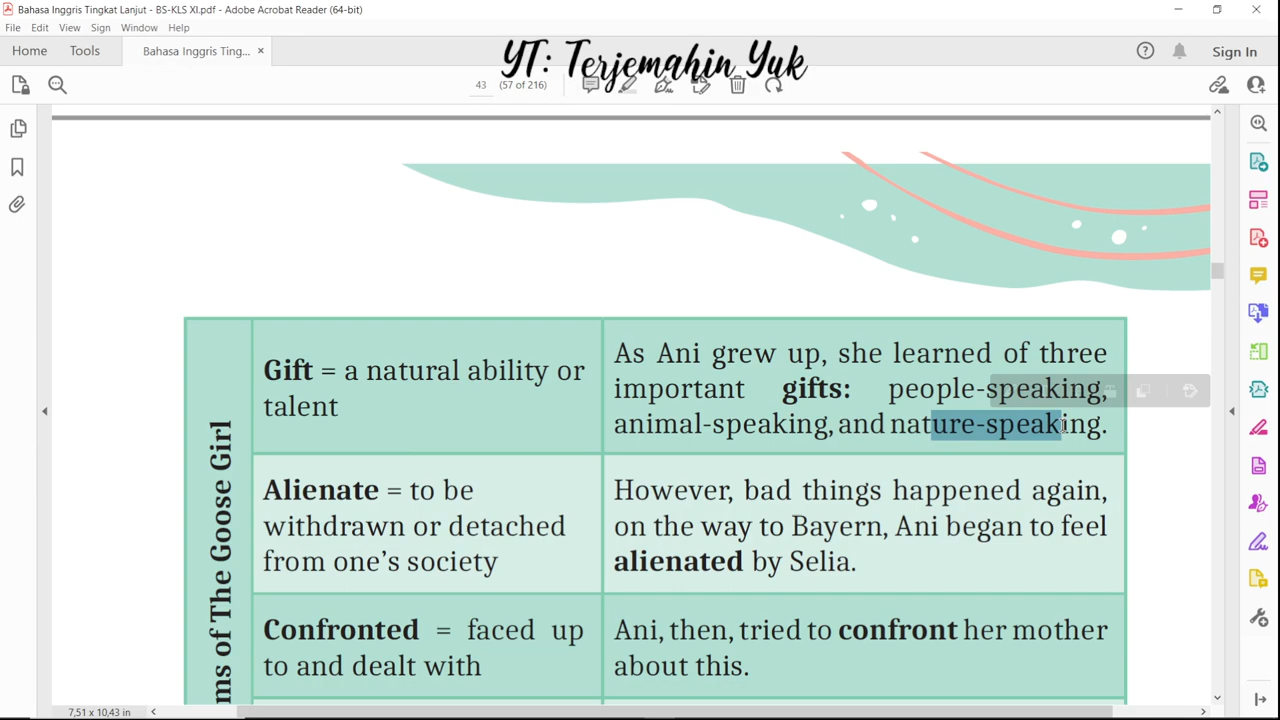 Bahasa Inggris Tingkat Lanjut - BS-KLS XI.pdf - Adobe Acrobat Reader (64-bit)
File Edit View Sign Window Help
Home Tools Bahasa Inggris Ting... × Sign In
YT: Terjemahin Yuk
43 (57 of 216)
Gift = a natural ability or
talent
As Ani grew up, she learned of three
important gifts: people-speaking,
animal-speaking, and nature-speaking.
Alienate = to be
withdrawn or detached
from one's society
However, bad things happened again,
on the way to Bayern, Ani began to feel
alienated by Selia.
Confronted = faced up
to and dealt with
Ani, then, tried to confront her mother
about this.
ms of The Goose Girl
7,51 x 10,43 in